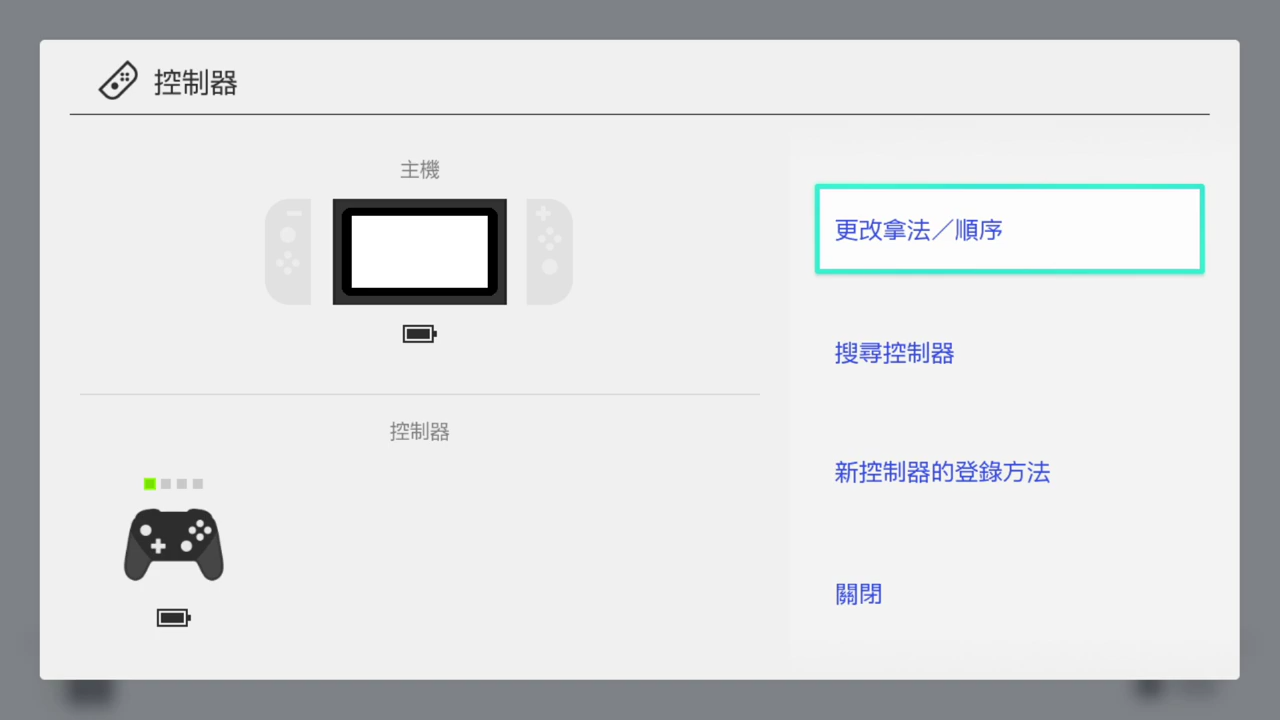 控制器
主機
控制器
更改拿法／順序
搜尋控制器
新控制器的登錄方法
關閉